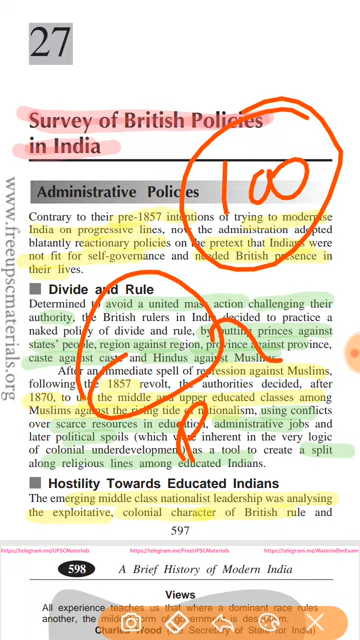 27
Survey of British Policies
in India
100
Administrative Policies
Contrary to their pre-1857 intentions of trying to modernise
India on progressive lines, now the administration adopted
blatantly reactionary policies on the pretext that Indians were
not fit for self-governance and needed British presence in
their lives.
Divide and Rule
Determined to avoid a united mass action challenging their
authority, the British rulers in India decided to practice a
naked policy of divide and rule, by putting princes against
states' people, region against region, province against province,
caste against caste and Hindus against Muslims.
After an immediate spell of repression against Muslims,
following the 1857 revolt, the authorities decided, after
1870, to use the middle and upper educated classes among
Muslims against the rising tide of nationalism, using conflicts
over scarce resources in education, administrative jobs and
later political spoils (which were inherent in the very logic
of colonial underdevelopment) as a tool to create a split
along religious lines among educated Indians.
Hostility Towards Educated Indians
The emerging middle class nationalist leadership was analysing
the exploitative, colonial character of British rule and
597
www.freeupscmaterials.org
https://telegram.me/UPSCMaterials
https://telegram.me/FreeUPSCMaterials
https://telegram.me/MaterialforExam
598
A Brief History of Modern India
Views
All experience teaches us that where a dominant race rules
another, the mildest form of government is despotism.
Charles Wood (the Secretary of State for India)